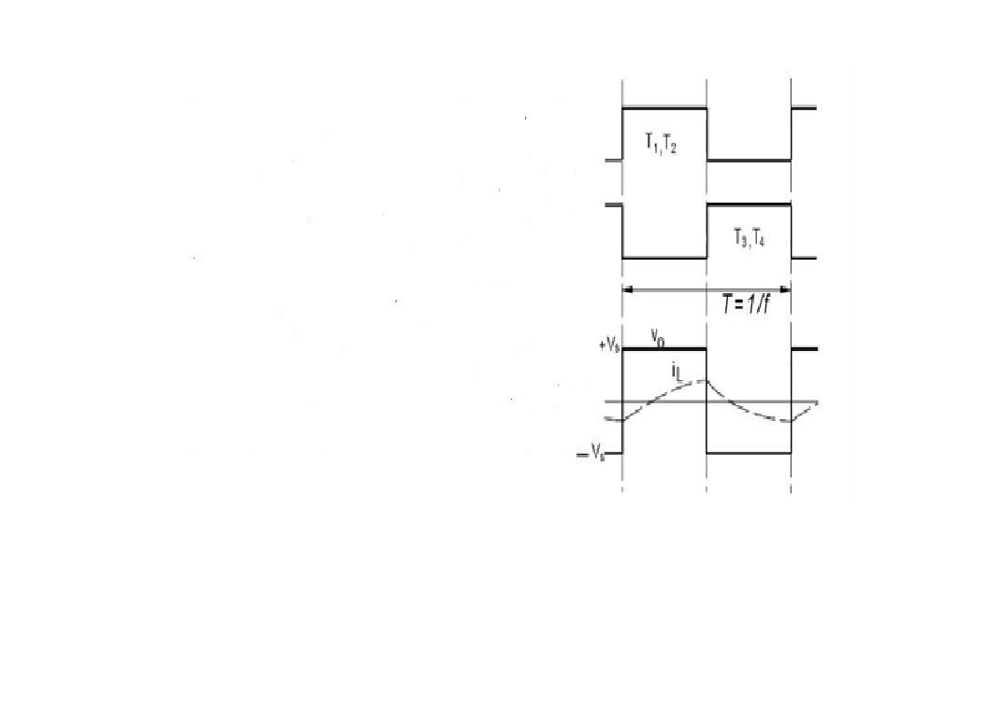 T1,T2
T3,T4
T=1/f
+Vs
vo
iL
—Vs